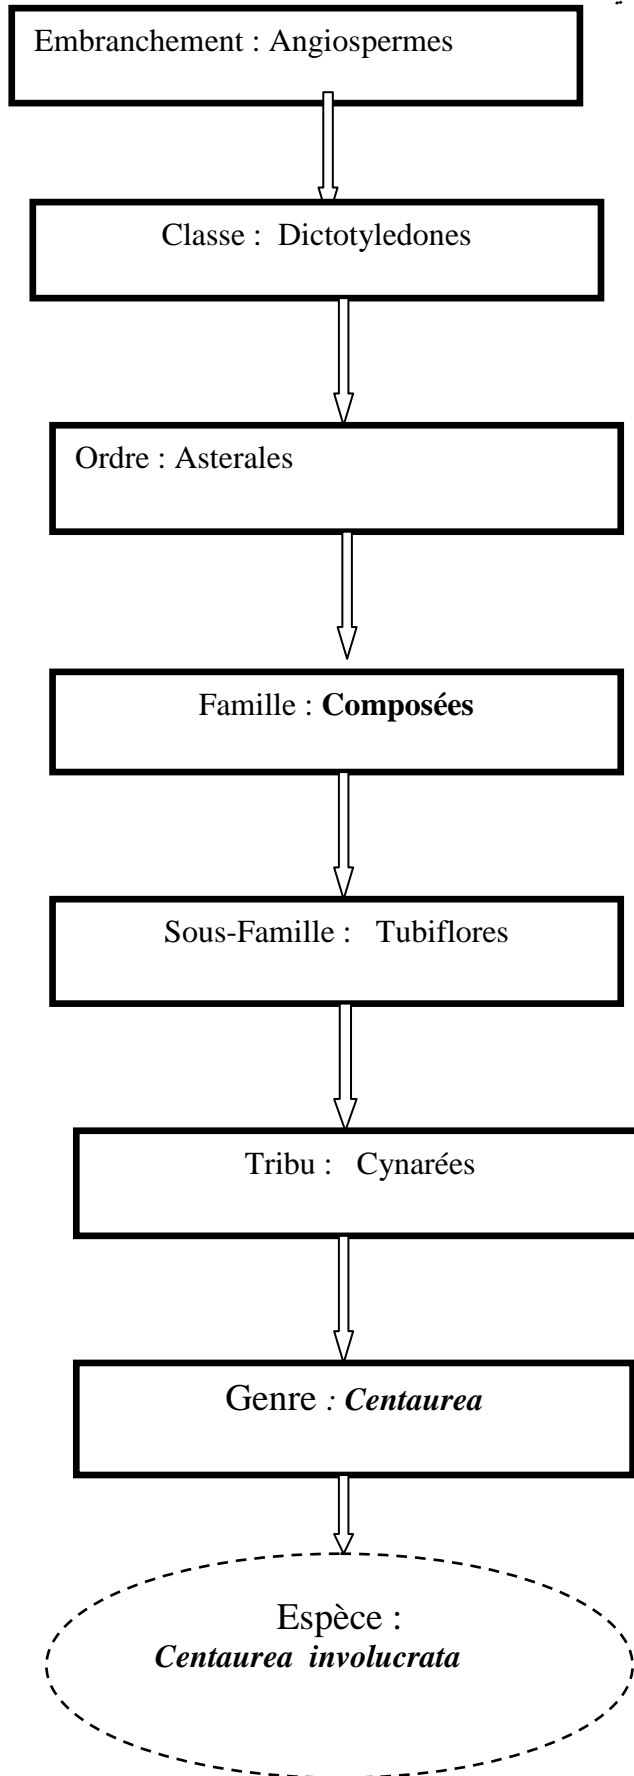 Embranchement : Angiospermes
Classe : Dictotyledones
Ordre : Asterales
Famille : Composées
Sous-Famille : Tubiflores
Tribu : Cynarées
Genre : Centaurea
Espèce :
Centaurea involucrata